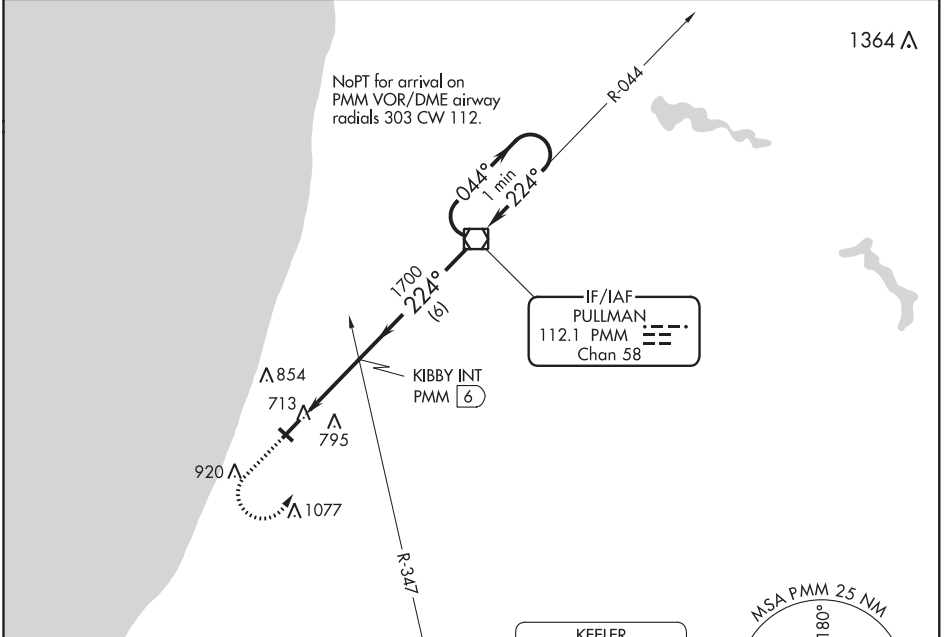 1364
NoPT for arrival on
PMM VOR/DME airway
radials 303 CW 112.
R-044
044°
1 min
224°
1700
224°
(6)
IF/IAF
PULLMAN
112.1 PMM
Chan 58
KIBBY INT
PMM 6
854
713
795
920
1077
R-347
KEELER
MSA PMM 25 NM
180°